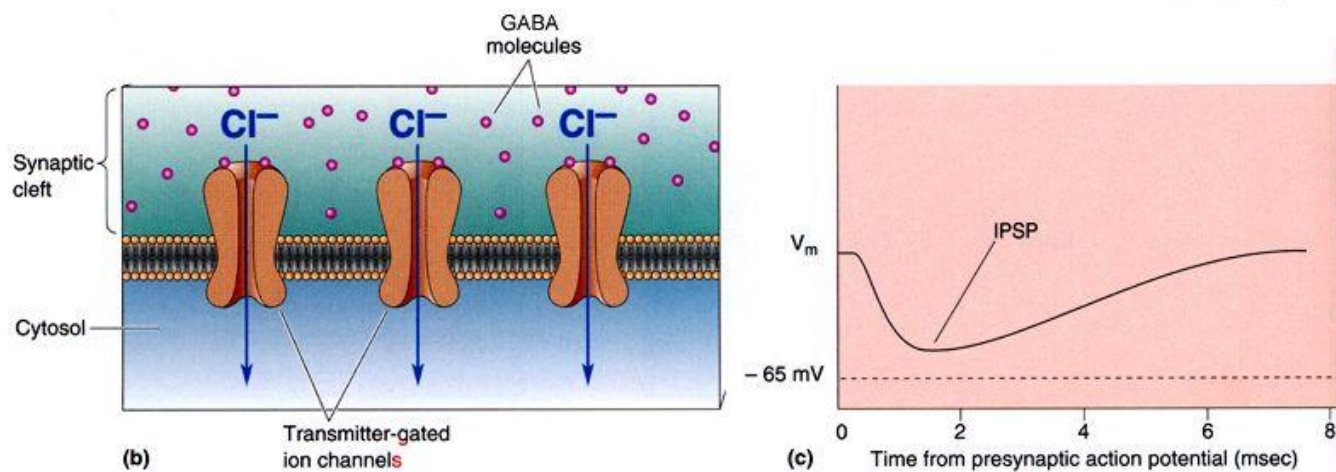 GABA
molecules
Cl–
Cl–
Cl–
Synaptic
cleft
Cytosol
Transmitter-gated
ion channels
(b)
IPSP
Vm
– 65 mV
0
2
4
6
8
(c)
Time from presynaptic action potential (msec)